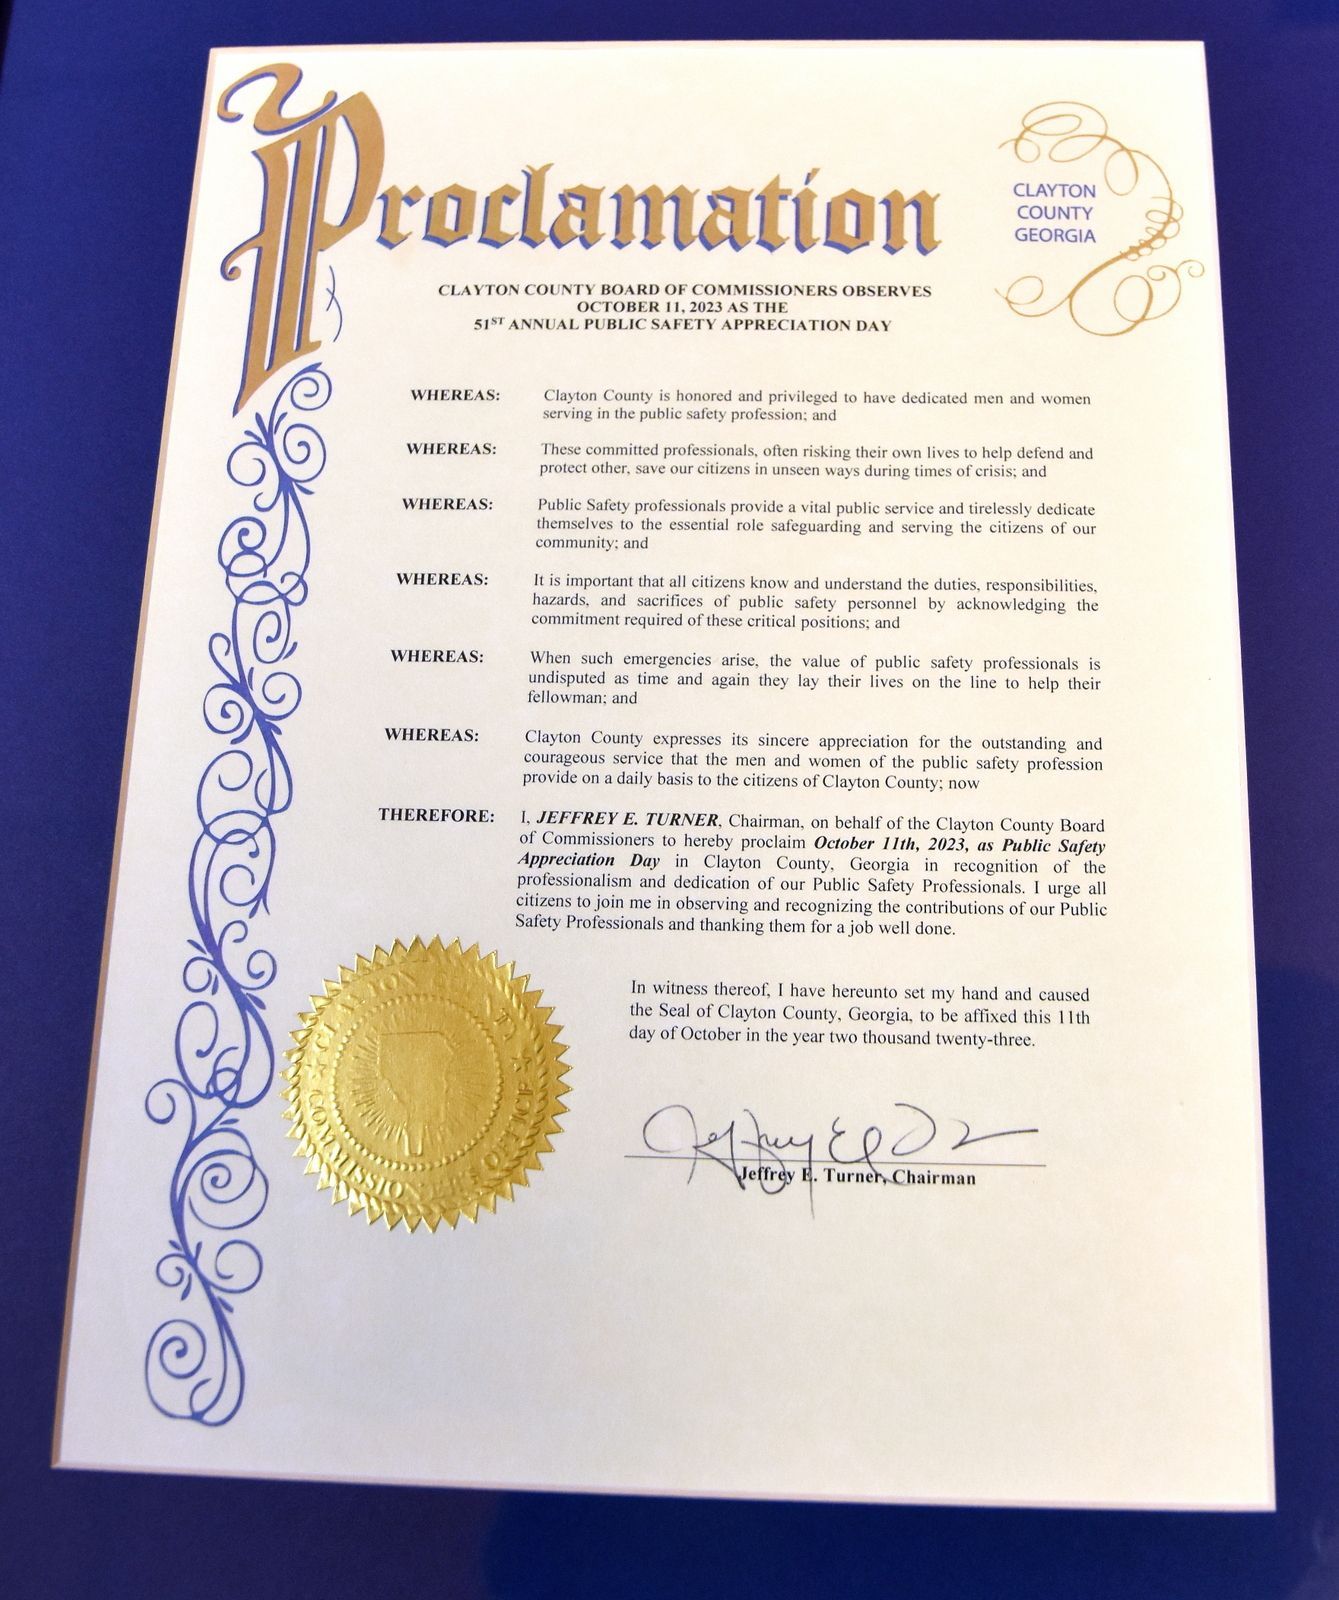 Proclamation
CLAYTON
COUNTY
GEORGIA
CLAYTON COUNTY BOARD OF COMMISSIONERS OBSERVES
OCTOBER 11, 2023 AS THE
51ST ANNUAL PUBLIC SAFETY APPRECIATION DAY
WHEREAS: Clayton County is honored and privileged to have dedicated men and women
serving in the public safety profession; and
WHEREAS: These committed professionals, often risking their own lives to help defend and
protect other, save our citizens in unseen ways during times of crisis; and
WHEREAS: Public Safety professionals provide a vital public service and tirelessly dedicate
themselves to the essential role safeguarding and serving the citizens of our
community; and
WHEREAS: It is important that all citizens know and understand the duties, responsibilities,
hazards, and sacrifices of public safety personnel by acknowledging the
commitment required of these critical positions; and
WHEREAS: When such emergencies arise, the value of public safety professionals is
undisputed as time and again they lay their lives on the line to help their
fellowman; and
WHEREAS: Clayton County expresses its sincere appreciation for the outstanding and
courageous service that the men and women of the public safety profession
provide on a daily basis to the citizens of Clayton County; now
THEREFORE: I, JEFFREY E. TURNER, Chairman, on behalf of the Clayton County Board
of Commissioners to hereby proclaim October 11th, 2023, as Public Safety
Appreciation Day in Clayton County, Georgia in recognition of the
professionalism and dedication of our Public Safety Professionals. I urge all
citizens to join me in observing and recognizing the contributions of our Public
Safety Professionals and thanking them for a job well done.
In witness thereof, I have hereunto set my hand and caused
the Seal of Clayton County, Georgia, to be affixed this 11th
day of October in the year two thousand twenty-three.
Jeffrey E. Turner, Chairman
CLAYTON COUNTY
COMMISSIONERS OFFICE